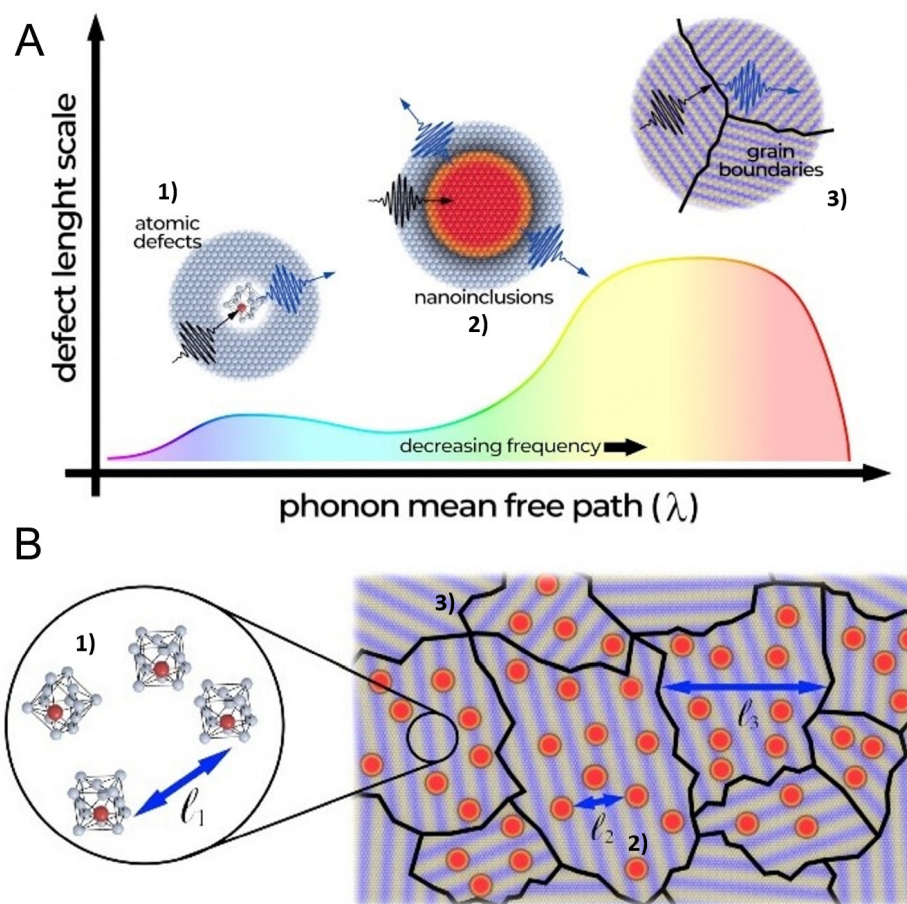 A
defect lenght scale
1)
atomic
defects
nanoinclusions
2)
grain
boundaries
3)
decreasing frequency
phonon mean free path (λ)
B
1)
ℓ1
3)
ℓ3
ℓ2
2)